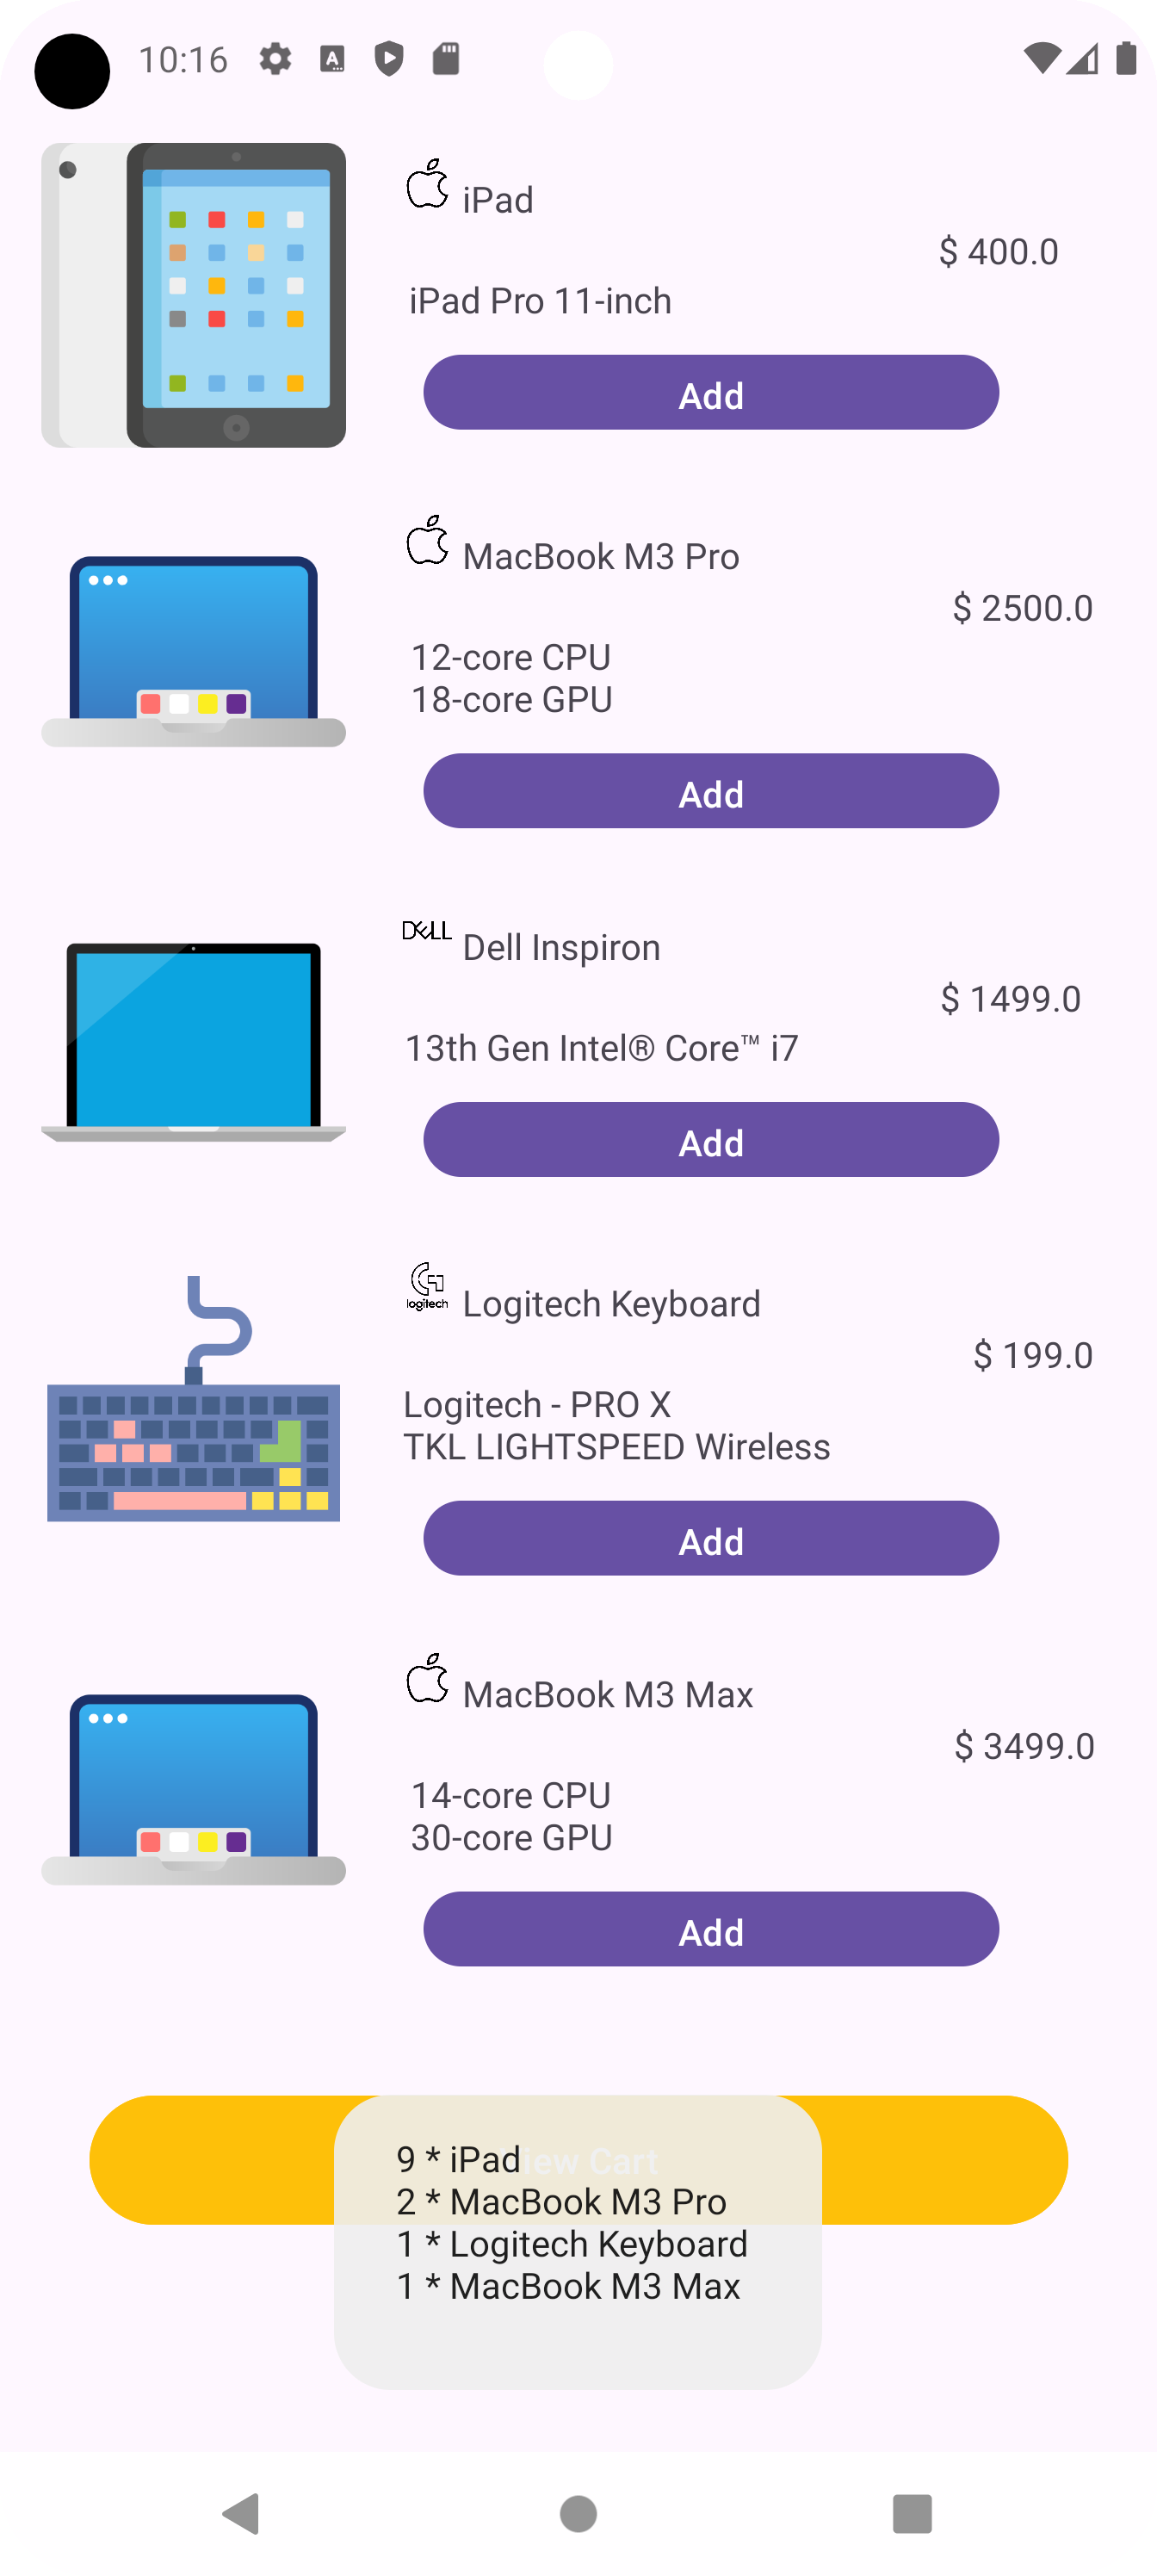 10:16
iPad
$ 400.0
iPad Pro 11-inch
Add
MacBook M3 Pro
$ 2500.0
12-core CPU
18-core GPU
Add
DELL Dell Inspiron
$ 1499.0
13th Gen Intel® Core™ i7
Add
logitech Logitech Keyboard
$ 199.0
Logitech - PRO X
TKL LIGHTSPEED Wireless
Add
MacBook M3 Max
$ 3499.0
14-core CPU
30-core GPU
Add
View Cart
9 * iPad
2 * MacBook M3 Pro
1 * Logitech Keyboard
1 * MacBook M3 Max